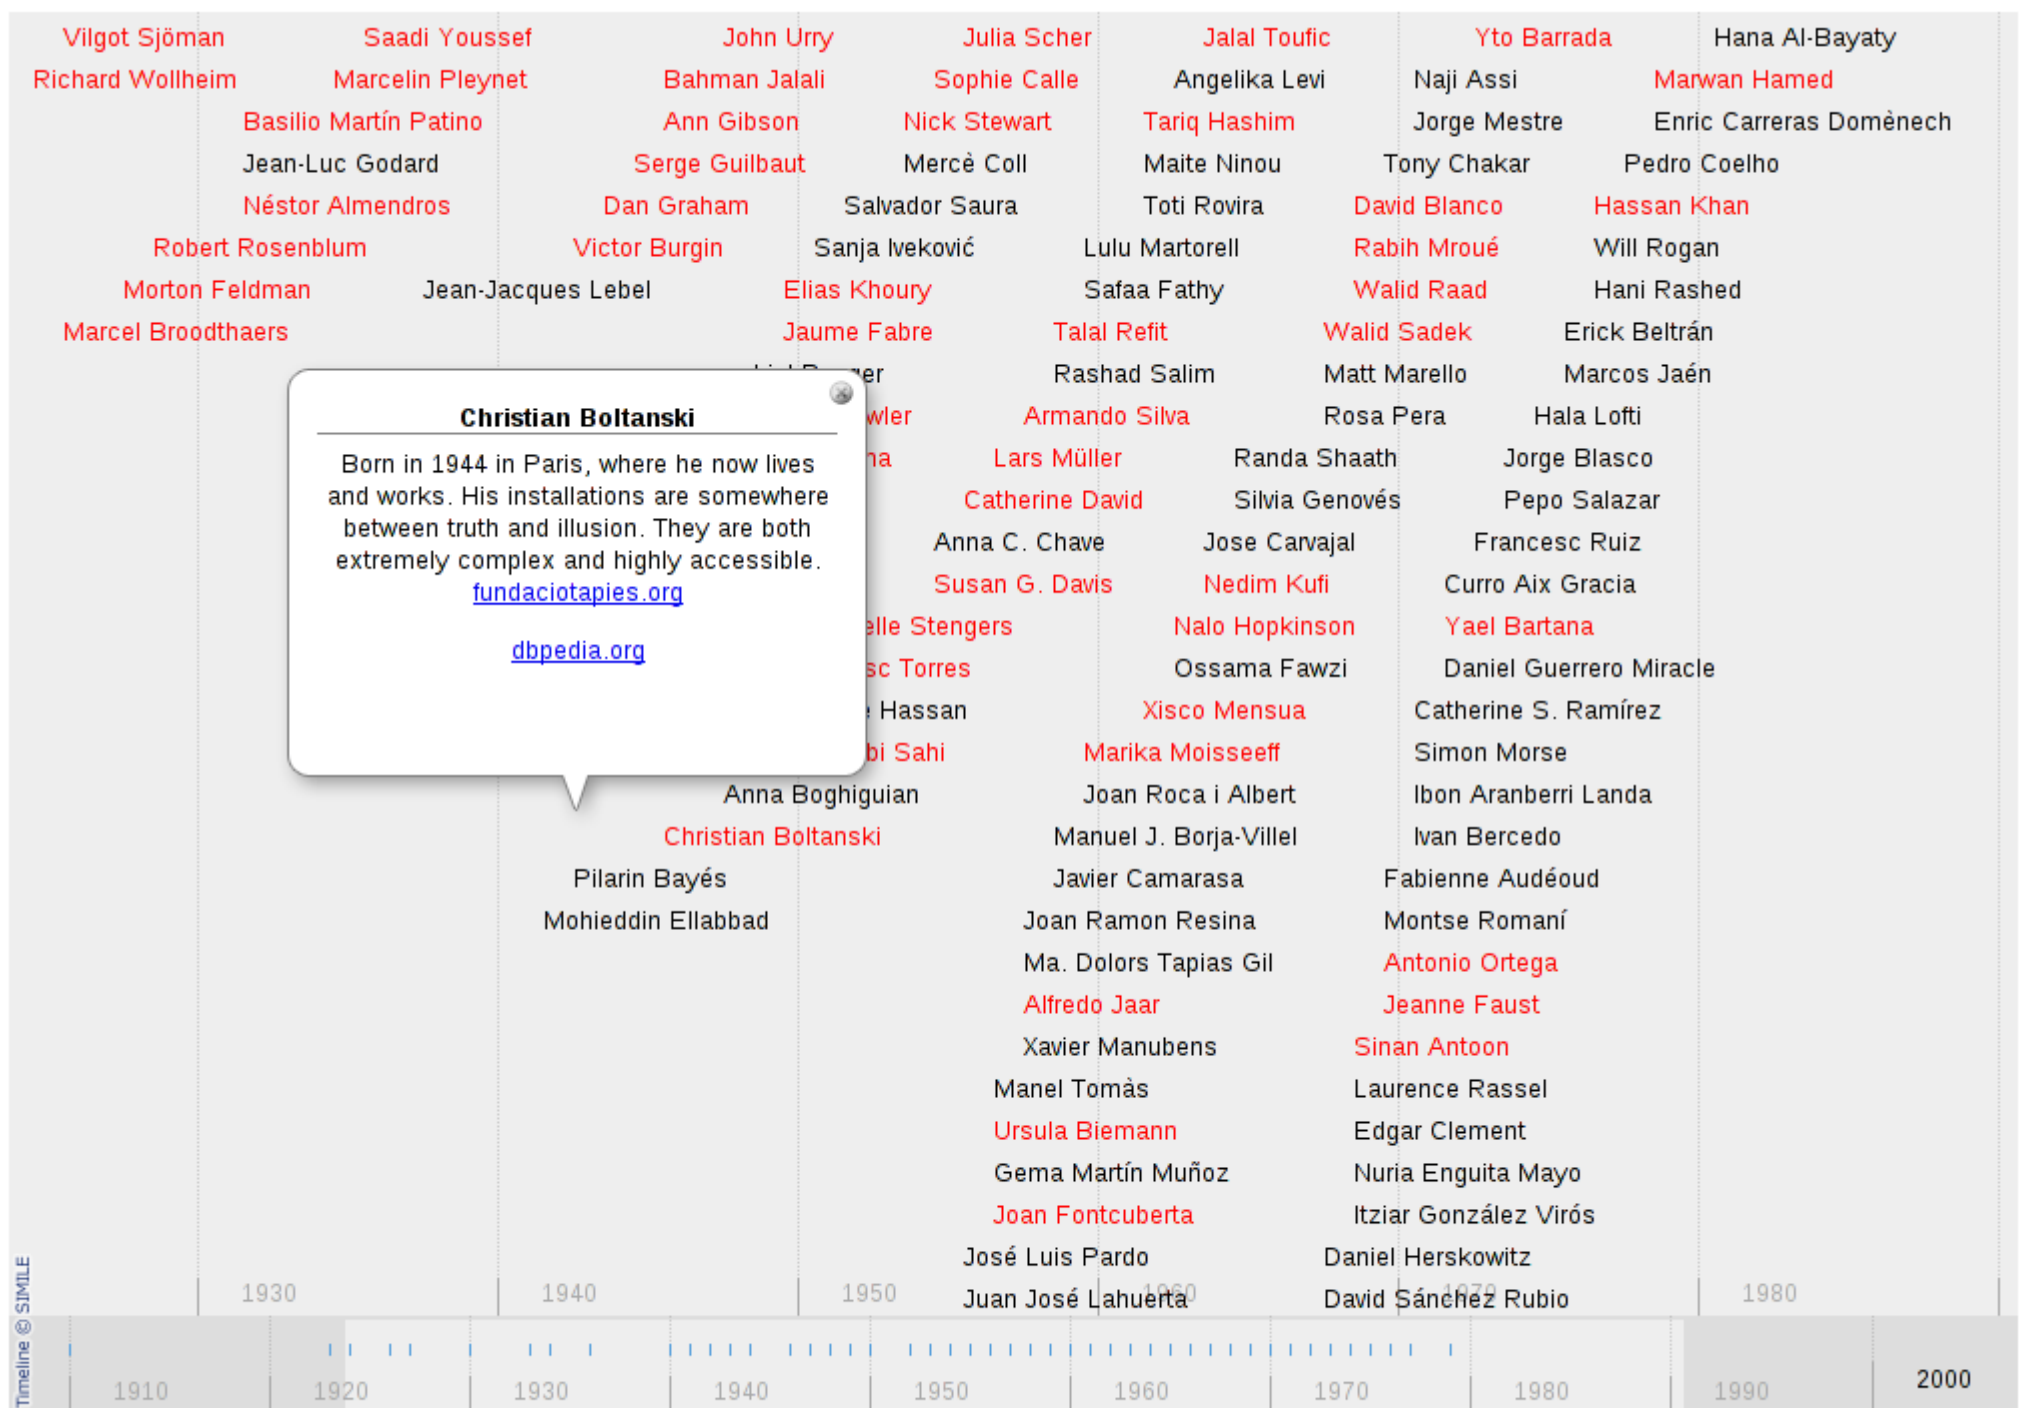 Vilgot Sjöman Saadi Youssef John Urry Julia Scher Jalal Toufic Yto Barrada Hana Al-Bayaty
Richard Wollheim Marcelin Pleynet Bahman Jalali Sophie Calle Angelika Levi Naji Assi Marwan Hamed
Basilio Martín Patino Ann Gibson Nick Stewart Tariq Hashim Jorge Mestre Enric Carreras Domènech
Jean-Luc Godard Serge Guilbaut Mercè Coll Maite Ninou Tony Chakar Pedro Coelho
Néstor Almendros Dan Graham Salvador Saura Toti Rovira David Blanco Hassan Khan
Robert Rosenblum Victor Burgin Sanja Iveković Lulu Martorell Rabih Mroué Will Rogan
Morton Feldman Jean-Jacques Lebel Elias Khoury Safaa Fathy Walid Raad Hani Rashed
Marcel Broodthaers Jaume Fabre Talal Refit Walid Sadek Erick Beltrán
Rashad Salim Matt Marello Marcos Jaén
Armando Silva Rosa Pera Hala Lofti
Lars Müller Randa Shaath Jorge Blasco
Catherine David Silvia Genovés Pepo Salazar
Anna C. Chave Jose Carvajal Francesc Ruiz
Susan G. Davis Nedim Kufi Curro Aix Gracia
Stengers Nalo Hopkinson Yael Bartana
Torres Ossama Fawzi Daniel Guerrero Miracle
Hassan Xisco Mensua Catherine S. Ramírez
Sahi Marika Moisseeff Simon Morse
Anna Boghiguian Joan Roca i Albert Ibon Aranberri Landa
Christian Boltanski Manuel J. Borja-Villel Ivan Bercedo
Pilarin Bayés Javier Camarasa Fabienne Audéoud
Mohieddin Ellabbad Joan Ramon Resina Montse Romaní
Ma. Dolors Tapias Gil Antonio Ortega
Alfredo Jaar Jeanne Faust
Xavier Manubens Sinan Antoon
Manel Tomàs Laurence Rassel
Ursula Biemann Edgar Clement
Gema Martín Muñoz Nuria Enguita Mayo
Joan Fontcuberta Itziar González Virós
José Luis Pardo Daniel Herskowitz
Juan José Lahuerta David Sánchez Rubio
Christian Boltanski
Born in 1944 in Paris, where he now lives
and works. His installations are somewhere
between truth and illusion. They are both
extremely complex and highly accessible.
fundaciotapies.org
dbpedia.org
1930 1940 1950 1960 1970 1980
1910 1920 1930 1940 1950 1960 1970 1980 1990 2000
Timeline © SIMILE